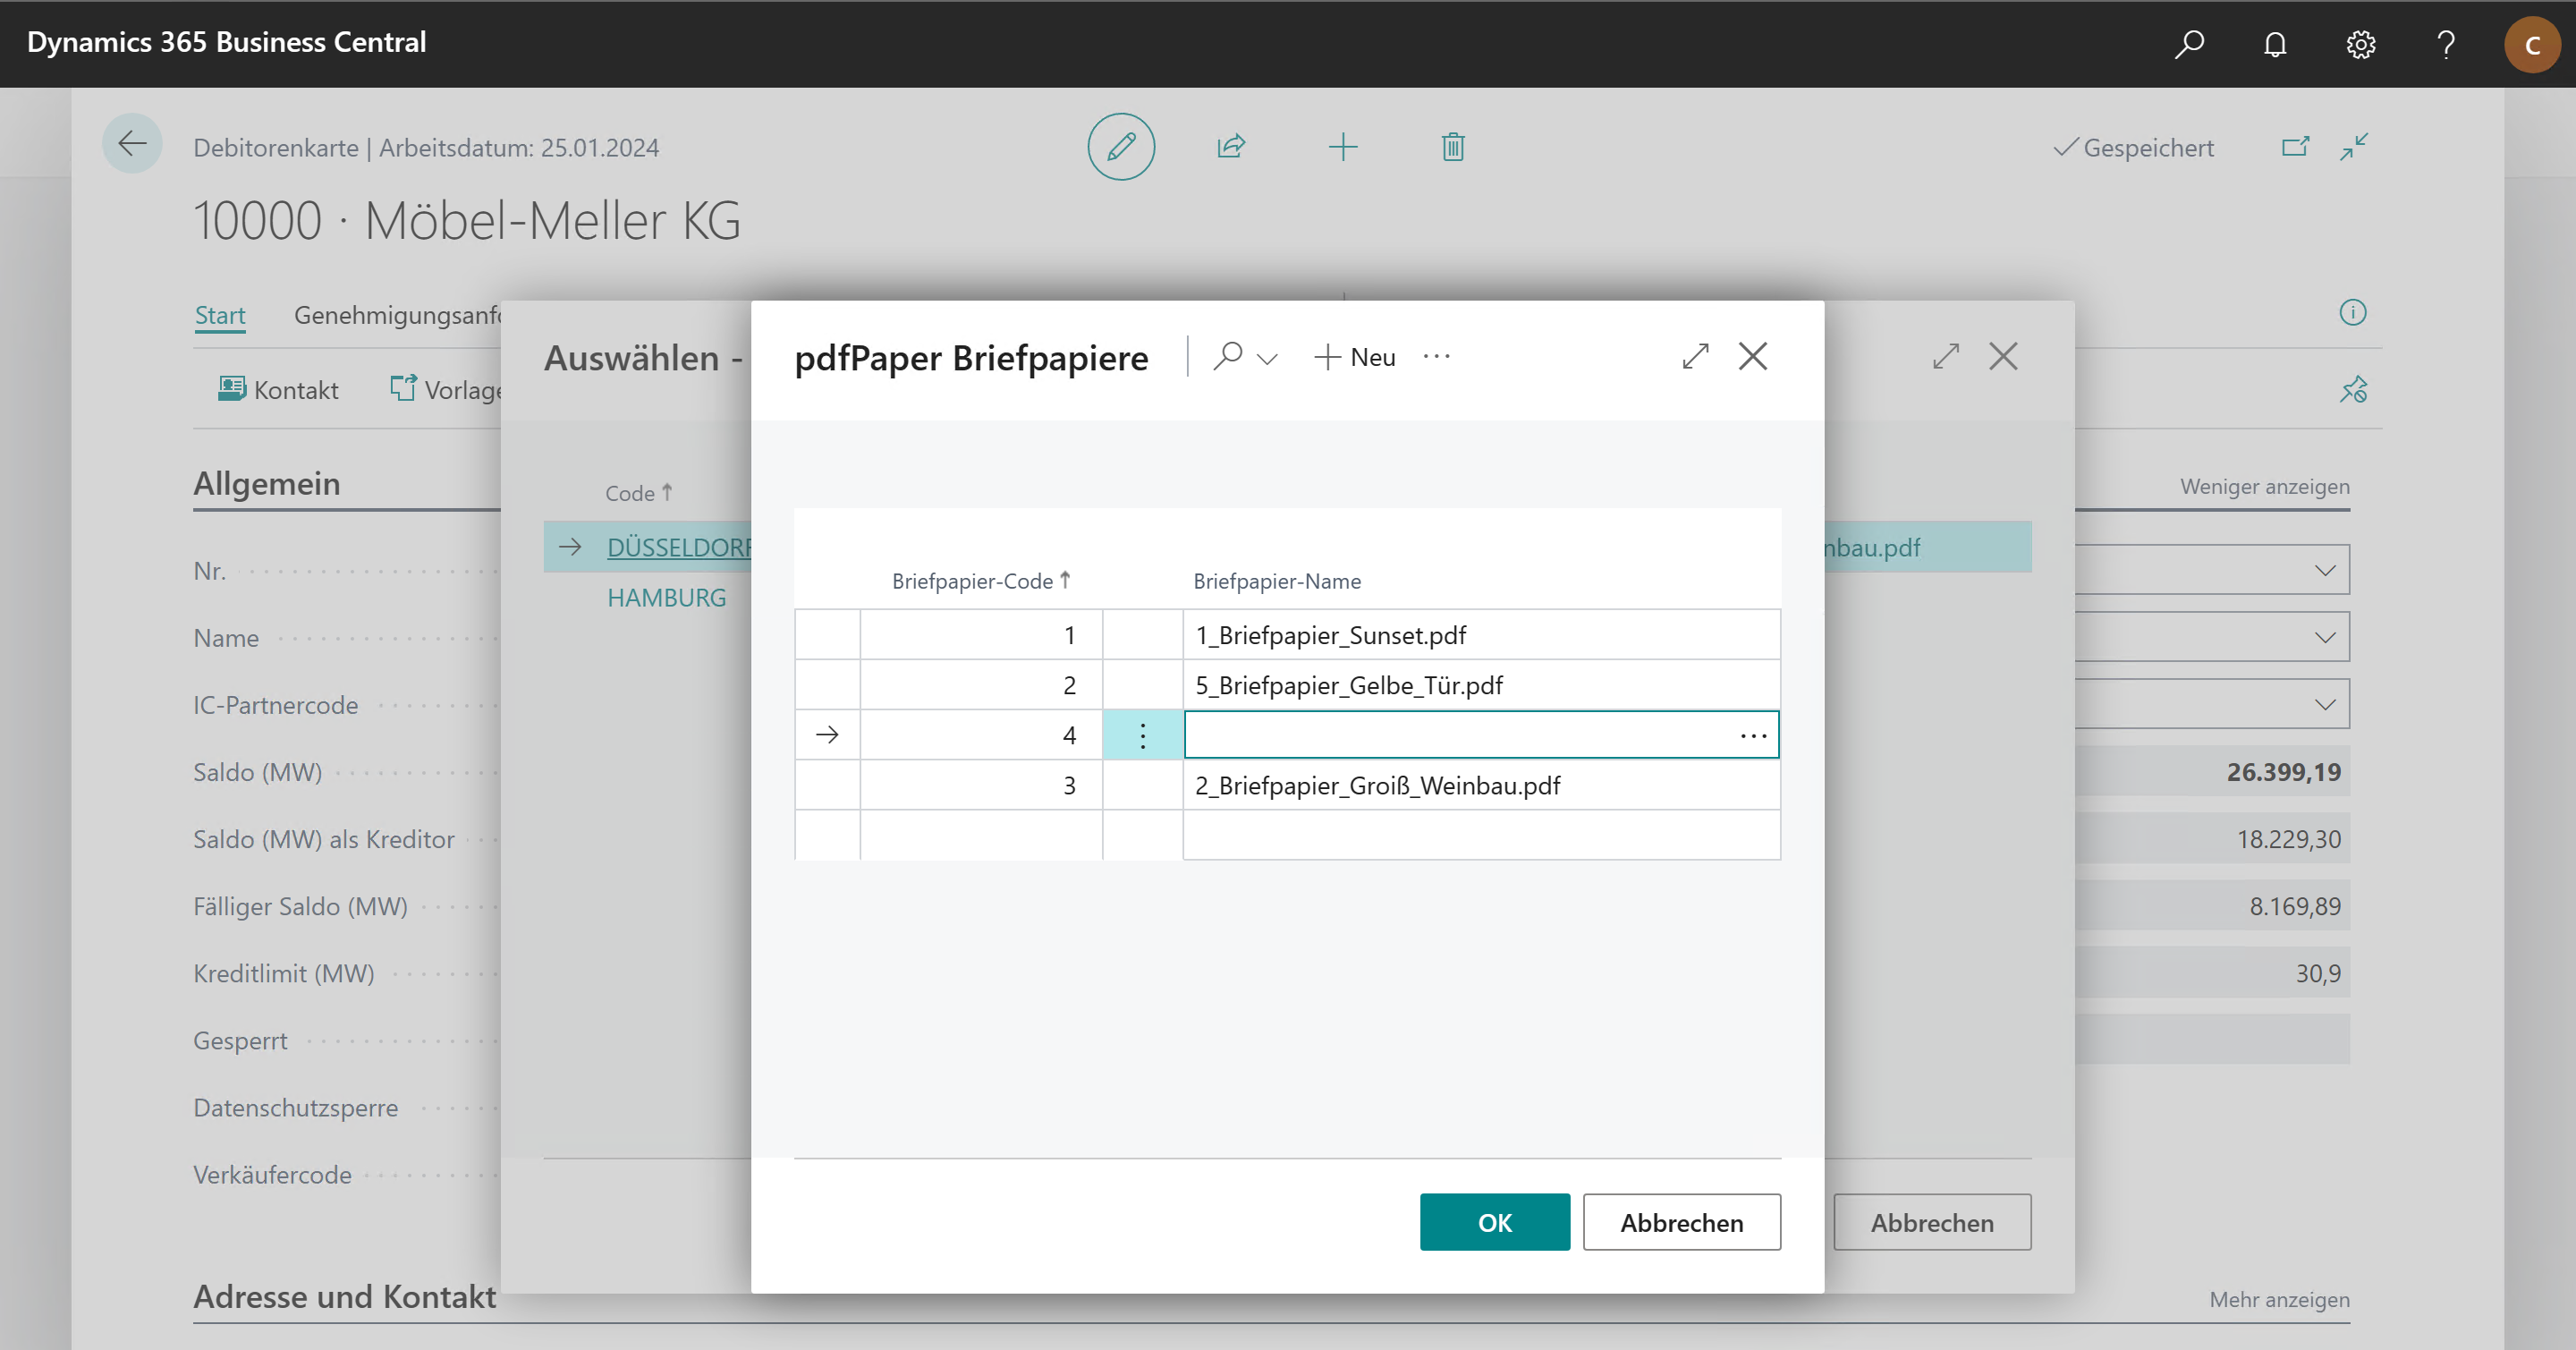 Dynamics 365 Business Central
C
Debitorenkarte | Arbeitsdatum: 25.01.2024
Gespeichert
10000 · Möbel-Meller KG
Start Genehmigungsanfo
Kontakt Vorlage
Auswählen -
pdfPaper Briefpapiere
Neu
Allgemein
Weniger anzeigen
Code
DÜSSELDORF
nbau.pdf
HAMBURG
Briefpapier-Code Briefpapier-Name
1 1_Briefpapier_Sunset.pdf
2 5_Briefpapier_Gelbe_Tür.pdf
4
3 2_Briefpapier_Groiß_Weinbau.pdf
Nr.
Name
IC-Partnercode
Saldo (MW) 26.399,19
Saldo (MW) als Kreditor 18.229,30
Fälliger Saldo (MW) 8.169,89
Kreditlimit (MW) 30,9
Gesperrt
Datenschutzsperre
Verkäufercode
OK Abbrechen
Abbrechen
Adresse und Kontakt
Mehr anzeigen